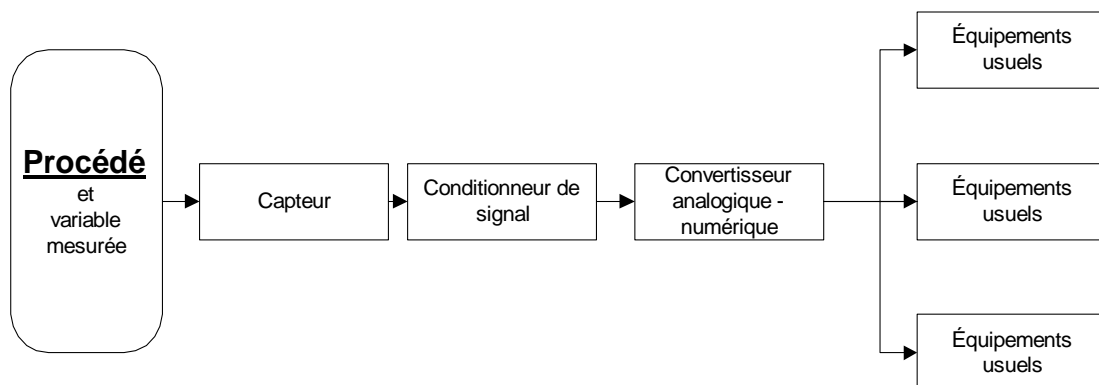 Procédé
et
variable
mesurée
Capteur
Conditionneur de
signal
Convertisseur
analogique -
numérique
Équipements
usuels
Équipements
usuels
Équipements
usuels